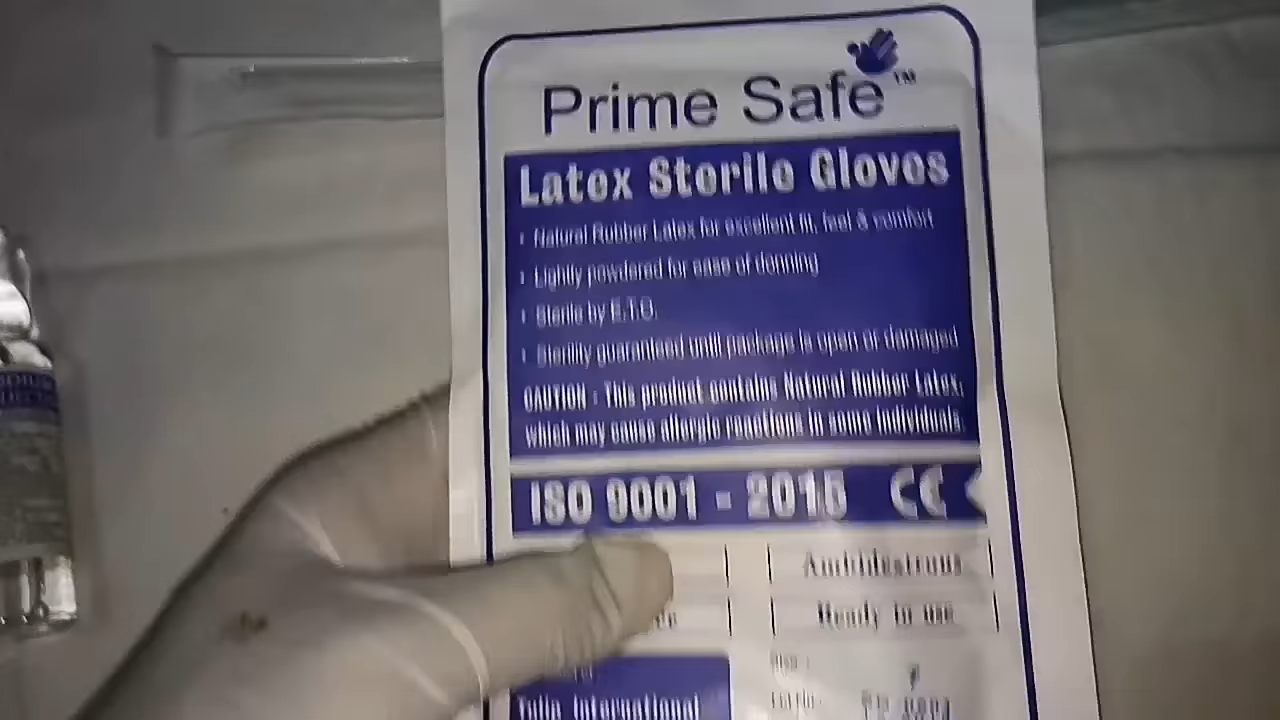 Prime Safe™
Latex Sterile Gloves
Natural Rubber Latex for excellent fit, feel & comfort
Lightly powdered for ease of donning
Sterile by E.T.O.
Sterility guaranteed until package is open or damaged
CAUTION : This product contains Natural Rubber Latex,
which may cause allergic reactions in some individuals.
ISO 9001 - 2015 CE
Ambidextrous
Ready to use
International